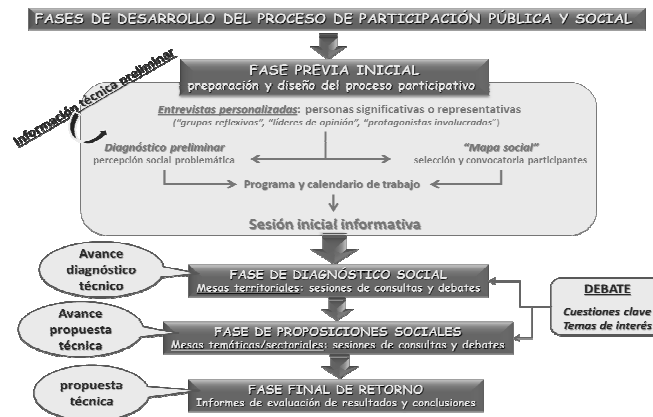 FASES DE DESARROLLO DEL PROCESO DE PARTICIPACIÓN PÚBLICA Y SOCIAL
Información técnica preliminar
FASE PREVIA INICIAL
preparación y diseño del proceso participativo
Entrevistas personalizadas: personas significativas o representativas
("grupos reflexivos", "líderes de opinión", "protagonistas involucrados")
Diagnóstico preliminar
percepción social problemática
"Mapa social"
selección y convocatoria participantes
Programa y calendario de trabajo
Sesión inicial informativa
Avance
diagnóstico
técnico
FASE DE DIAGNÓSTICO SOCIAL
Mesas territoriales: sesiones de consultas y debates
DEBATE
Cuestiones clave
Temas de interés
Avance
propuesta
técnica
FASE DE PROPOSICIONES SOCIALES
Mesas temáticas/sectoriales: sesiones de consultas y debates
propuesta
técnica
FASE FINAL DE RETORNO
Informes de evaluación de resultados y conclusiones